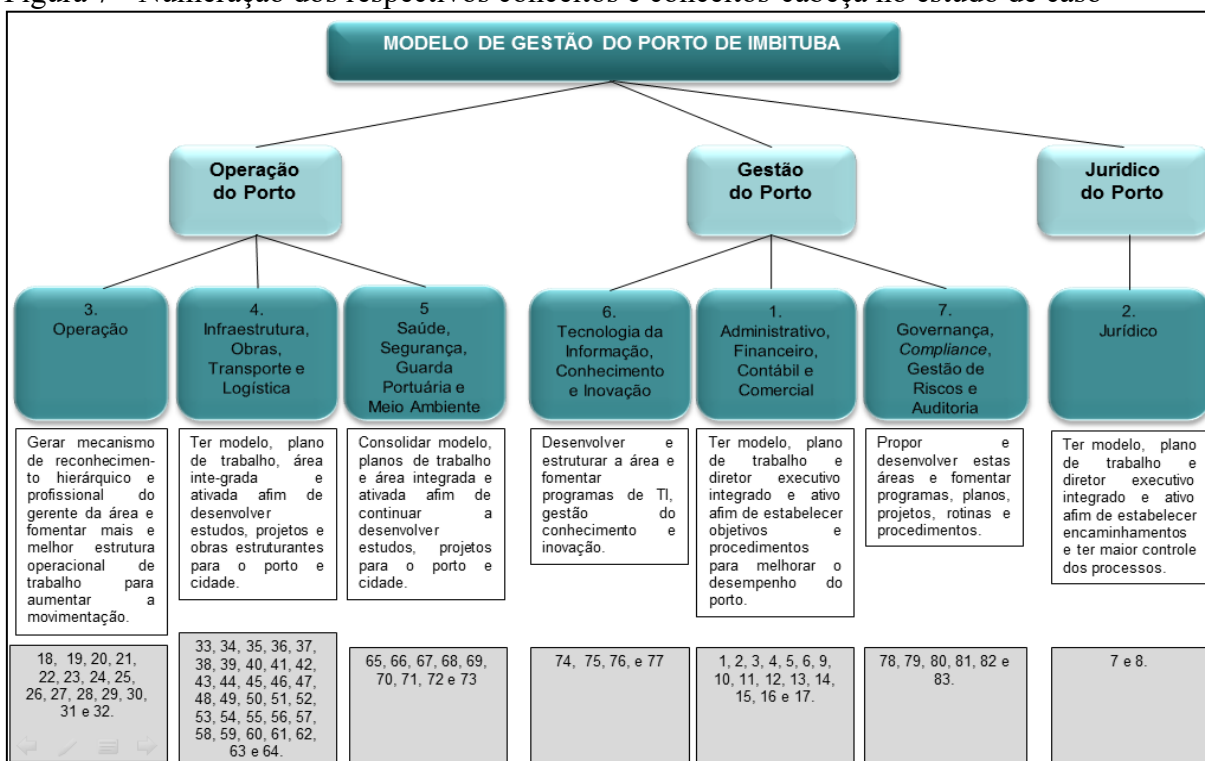 Figura 7 - Numeração dos respectivos conceitos e conceitos-cabeça no estudo de caso
MODELO DE GESTÃO DO PORTO DE IMBITUBA
Operação
do Porto
Gestão
do Porto
Jurídico
do Porto
3.
Operação
4.
Infraestrutura,
Obras,
Transporte e
Logística
5
Saúde,
Segurança,
Guarda
Portuária e
Meio Ambiente
6.
Tecnologia da
Informação,
Conhecimento
e Inovação
1.
Administrativo,
Financeiro,
Contábil e
Comercial
7.
Governança,
Compliance,
Gestão de
Riscos e
Auditoria
2.
Jurídico
Gerar mecanismo
de reconhecimen-
to hierárquico e
profissional do
gerente da área e
fomentar mais e
melhor estrutura
operacional de
trabalho para
aumentar a
movimentação.
Ter modelo, plano
de trabalho, área
inte-grada e
ativada afim de
desenvolver
estudos, projetos e
obras estruturantes
para o porto e
cidade.
Consolidar modelo,
planos de trabalho
e área integrada e
ativada afim de
continuar a
desenvolver
estudos, projetos
para o porto e
cidade.
Desenvolver e
estruturar a área e
fomentar
programas de TI,
gestão do
conhecimento e
inovação.
Ter modelo, plano
de trabalho e
diretor executivo
integrado e ativo
afim de estabelecer
objetivos e
procedimentos
para melhorar o
desempenho do
porto.
Propor e
desenvolver estas
áreas e fomentar
programas, planos,
projetos, rotinas e
procedimentos.
Ter modelo, plano
de trabalho e
diretor executivo
integrado e ativo
afim de estabelecer
encaminhamentos
e ter maior controle
dos processos.
18, 19, 20, 21,
22, 23, 24, 25,
26, 27, 28, 29, 30,
31 e 32.
33, 34, 35, 36, 37,
38, 39, 40, 41, 42,
43, 44, 45, 46, 47,
48, 49, 50, 51, 52,
53, 54, 55, 56, 57,
58, 59, 60, 61, 62,
63 e 64.
65, 66, 67, 68, 69,
70, 71, 72 e 73
74, 75, 76, e 77
1, 2, 3, 4, 5, 6, 9,
10, 11, 12, 13, 14,
15, 16 e 17.
78, 79, 80, 81, 82 e
83.
7 e 8.